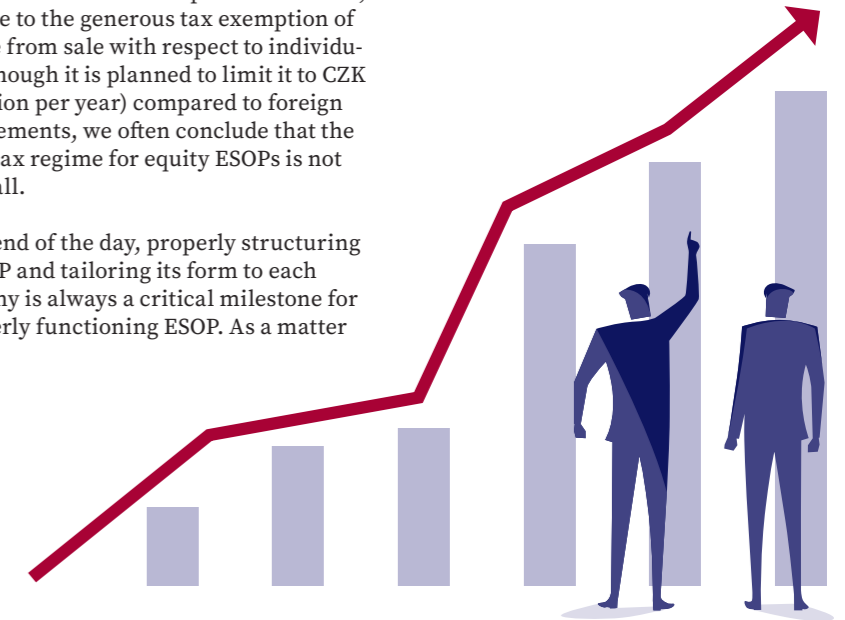 e to the generous tax exemption of
from sale with respect to individu-
hough it is planned to limit it to CZK
ion per year) compared to foreign
ements, we often conclude that the
ax regime for equity ESOPs is not
all.
end of the day, properly structuring
P and tailoring its form to each
ny is always a critical milestone for
erly functioning ESOP. As a matter